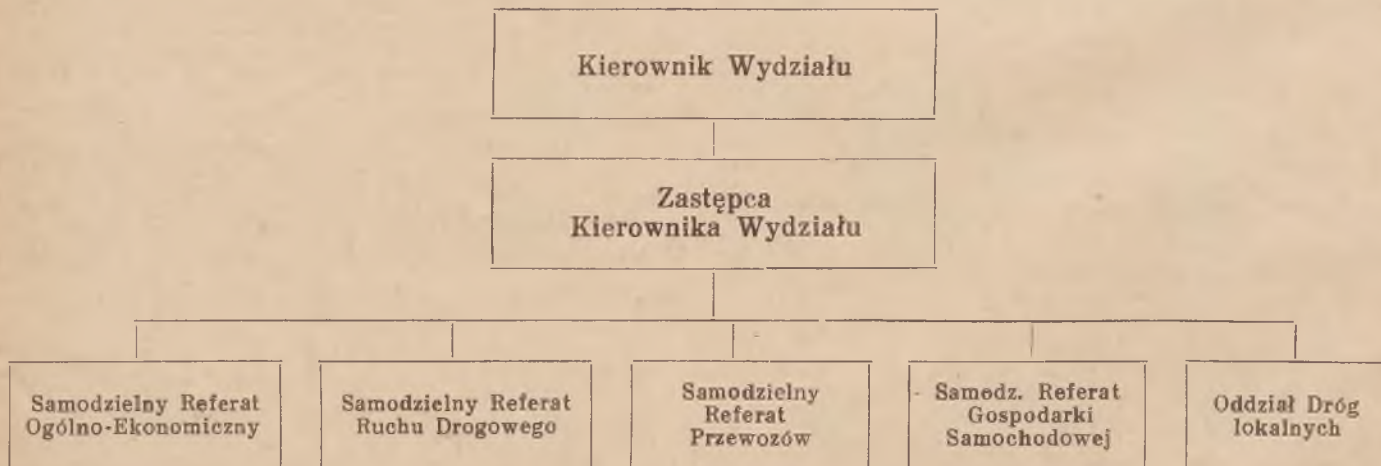 Kierownik Wydziału
Zastępca
Kierownika Wydziału
Samodzielny Referat
Ogólno-Ekonomiczny
Samodzielny Referat
Ruchu Drogowego
Samodzielny
Referat
Przewozów
Samodz. Referat
Gospodarki
Samochodowej
Oddział Dróg
lokalnych